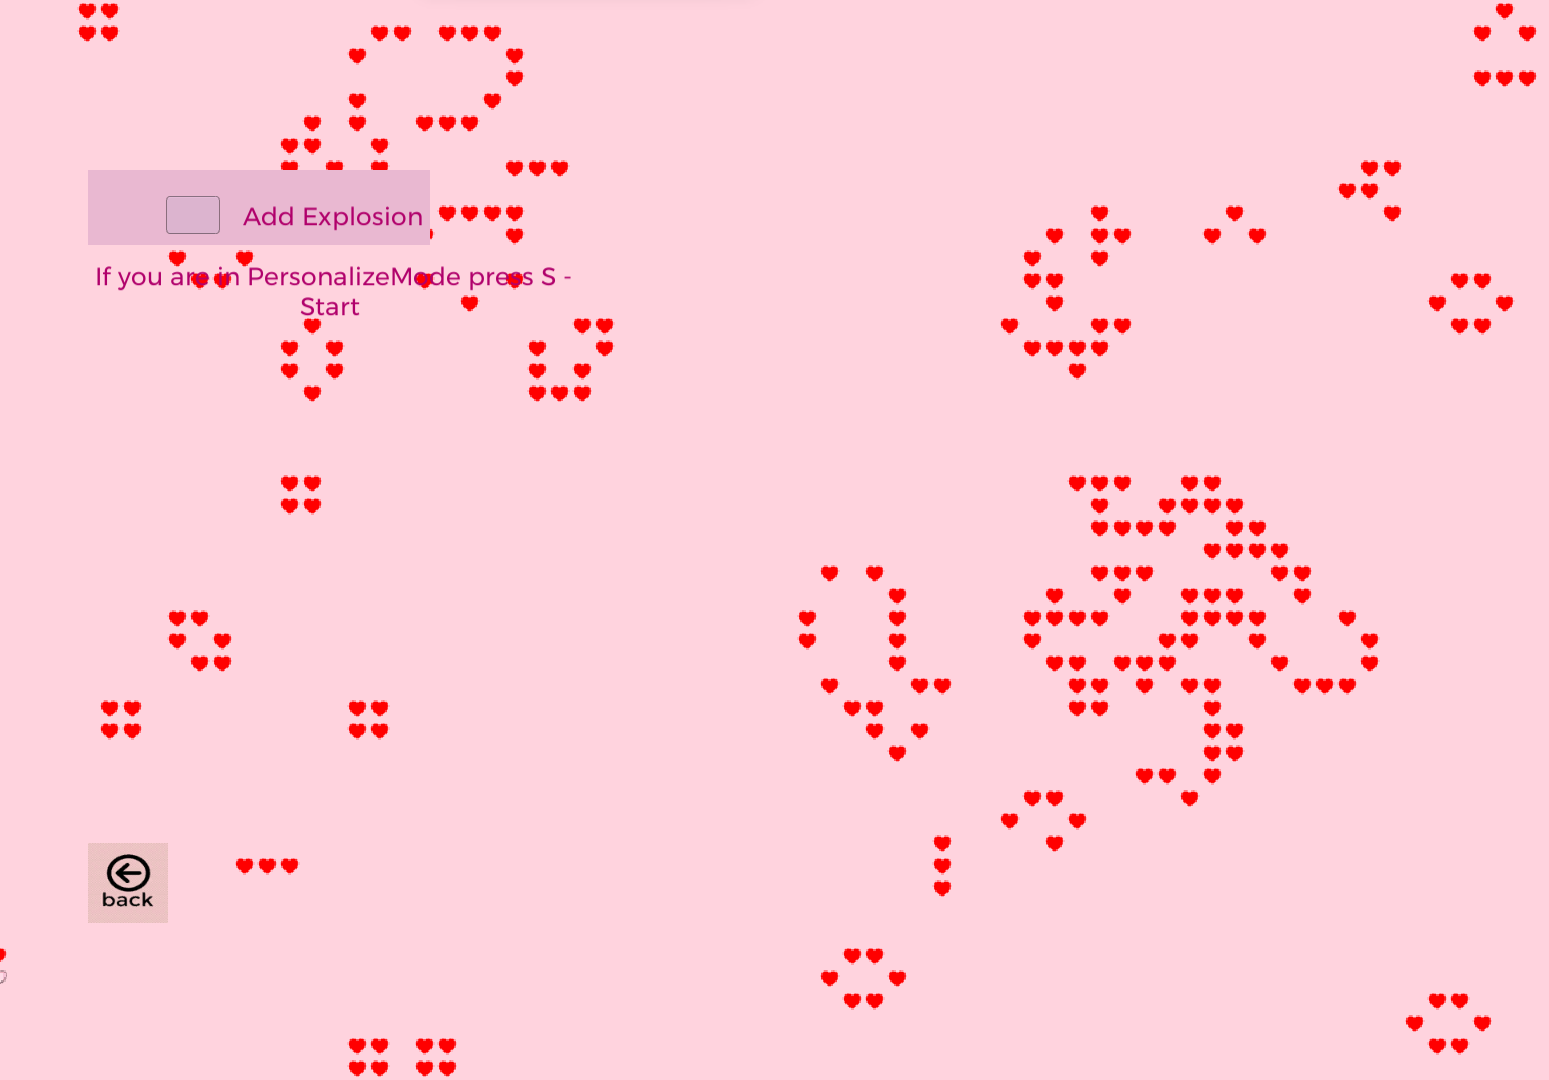 Add Explosion
If you are in PersonalizeMode press S -
Start
back